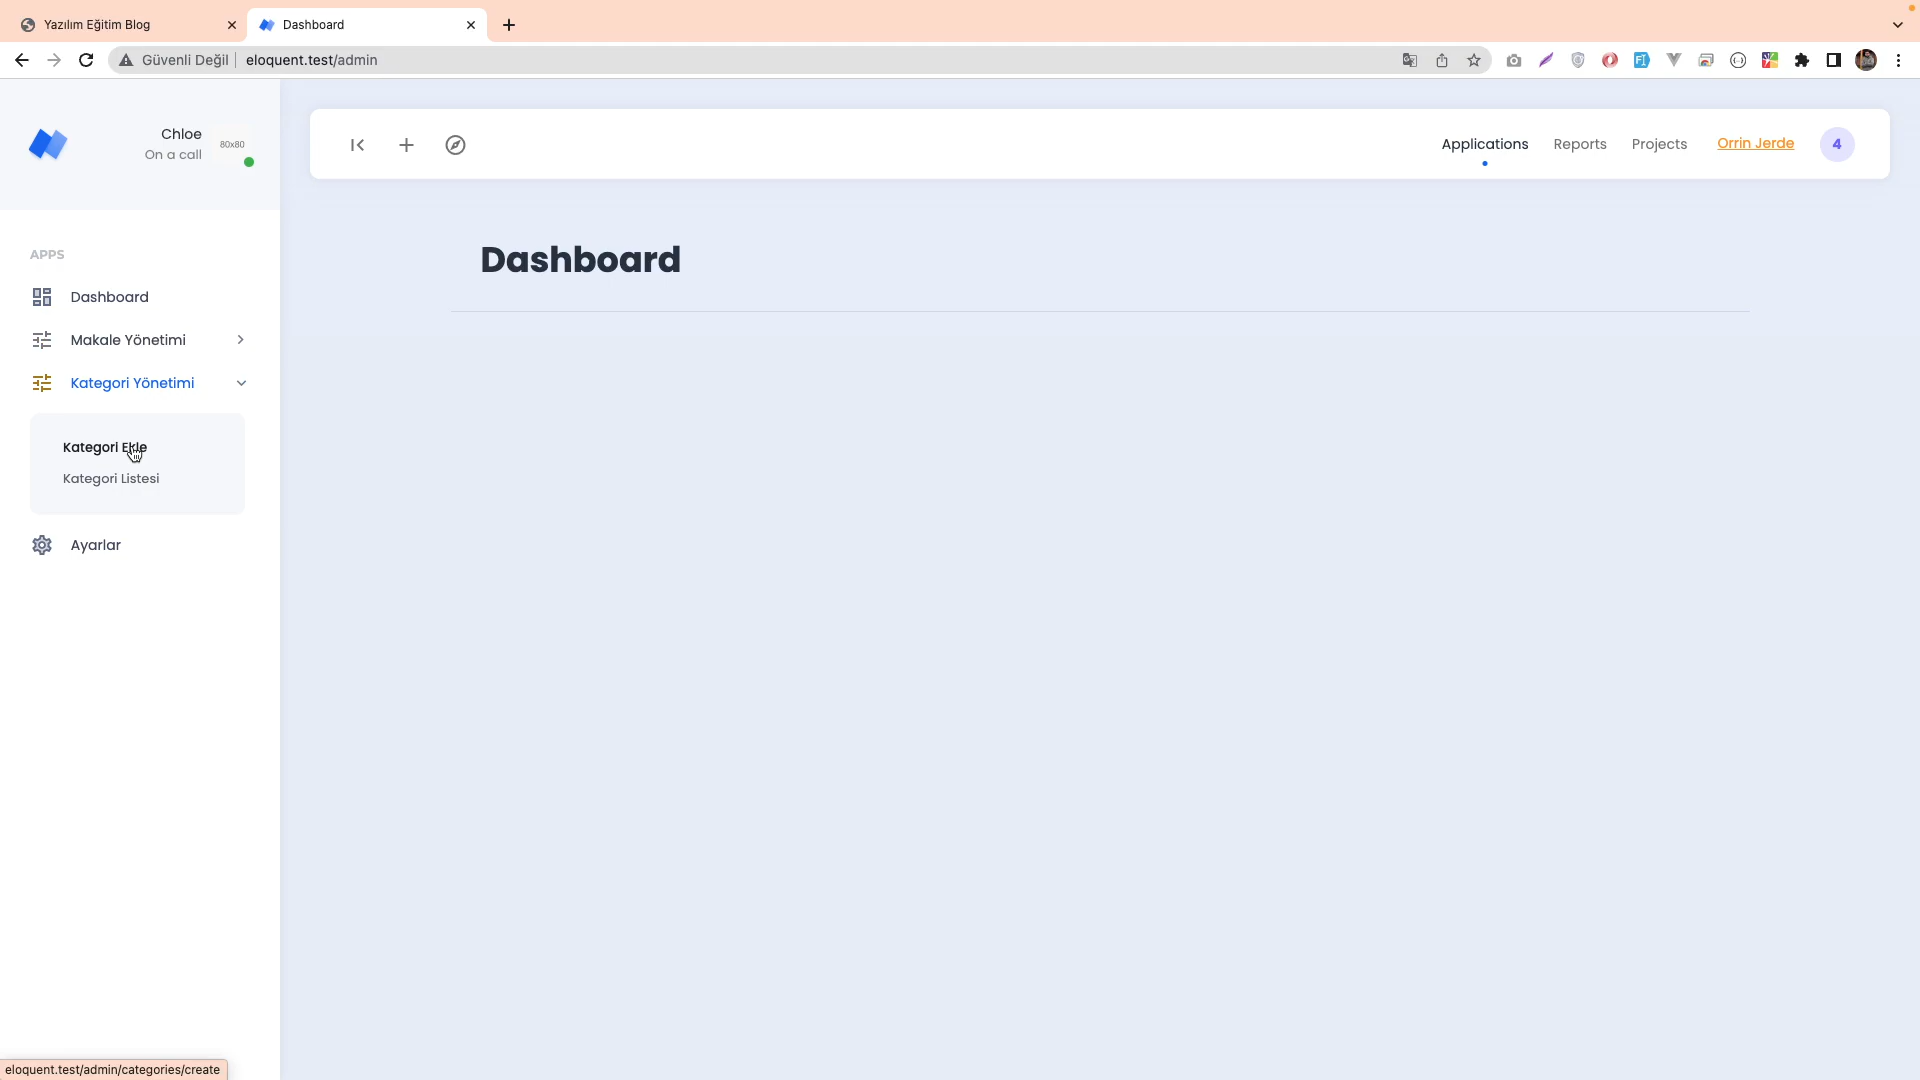 Yazılım Eğitim Blog
Dashboard
Güvenli Değil
eloquent.test/admin
Chloe
On a call
80x80
Applications
Reports
Projects
Orrin Jerde
4
APPS
Dashboard
Makale Yönetimi
Kategori Yönetimi
Kategori Ekle
Kategori Listesi
Ayarlar
Dashboard
eloquent.test/admin/categories/create